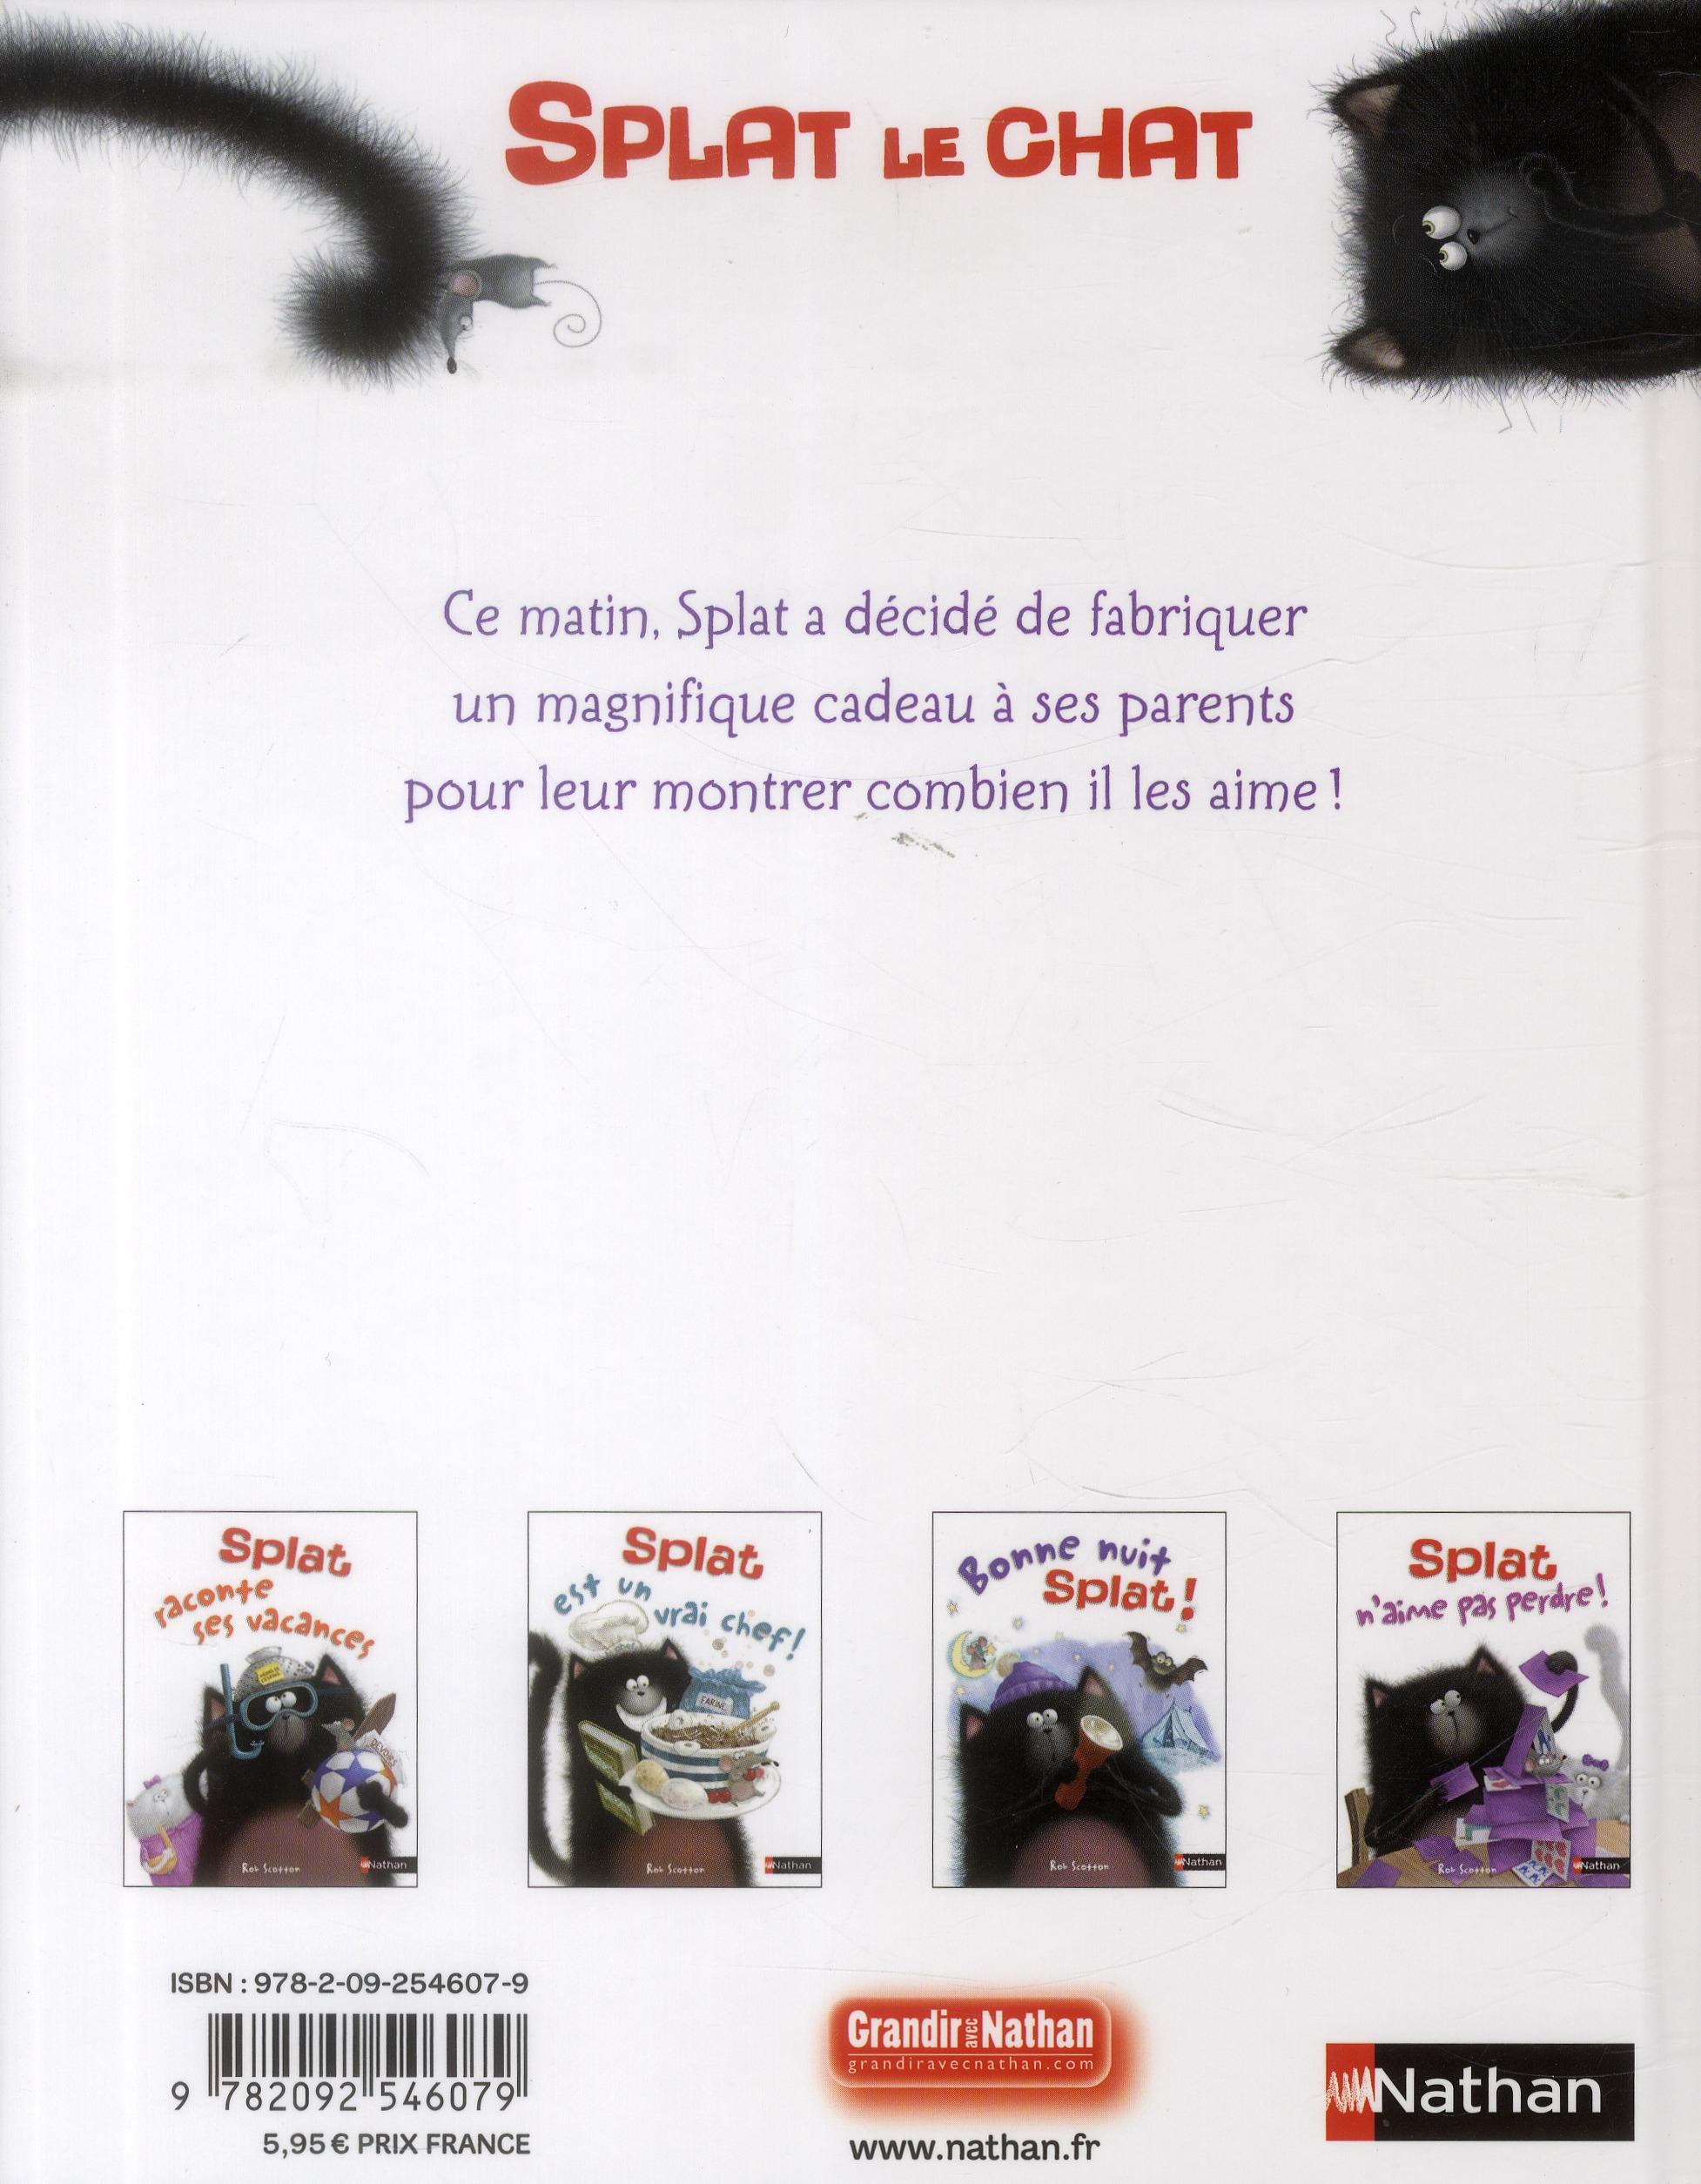 SPLAT LE CHAT
Ce matin, Splat a décidé de fabriquer
un magnifique cadeau à ses parents
pour leur montrer combien il les aime !
Splat
raconte
ses vacances
DEVOIRS
Rob Scotton
Nathan
Splat
est un
vrai chef!
chef
FARINE
Rob Scotton
Nathan
Bonne nuit
Splat!
Rob Scotton
Nathan
Splat
n'aime pas perdre!
Rob Scotton
Nathan
ISBN : 978-2-09-254607-9
9 782092 546079
5,95 € PRIX FRANCE
Grandir avec Nathan
grandiravecnathan.com
www.nathan.fr
Nathan